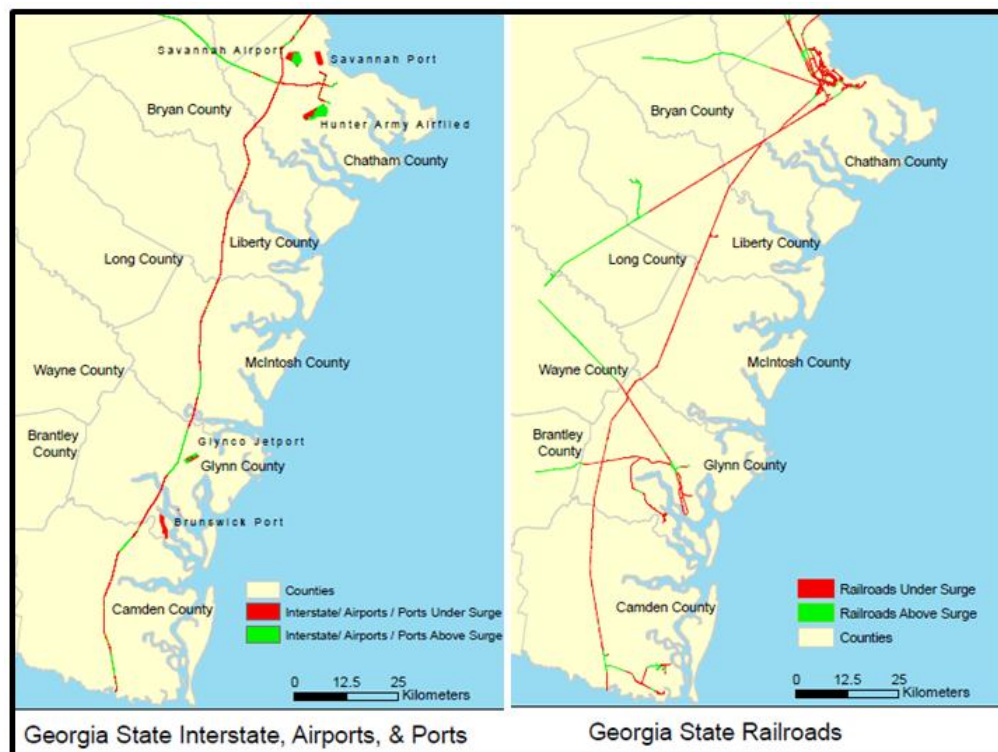 Savannah Airport
Savannah Port
Bryan County
Hunter Army Airfiled
Chatham County
Liberty County
Long County
McIntosh County
Wayne County
Brantley
County
Glynco Jetport
Glynn County
Brunswick Port
Camden County
Counties
Interstate/ Airports / Ports Under Surge
Interstate/ Airports / Ports Above Surge
0 12.5 25
Kilometers
Georgia State Interstate, Airports, & Ports
Bryan County
Chatham County
Liberty County
Long County
McIntosh County
Wayne County
Brantley
County
Glynn County
Camden County
Railroads Under Surge
Railroads Above Surge
Counties
0 12.5 25
Kilometers
Georgia State Railroads